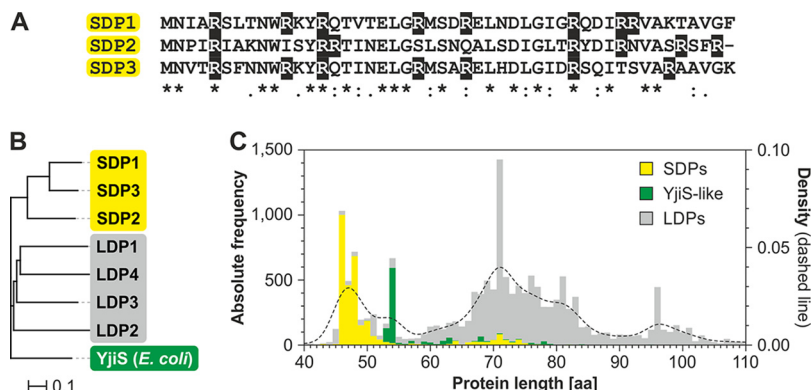 A
SDP1 MNIARSLTNWRKYRQTVTELGRMSDRELNDLGIGRQDIRRVAKTAVGF
SDP2 MNPIRIAKNWISYRRTINELGSLSNQALSDIGLTRYDIRNVASRSFR-
SDP3 MNVTRSFNNWRKYRQTINELGRMSARELHDLGIDRSQITSVARAAVGK
B
SDP1
SDP3
SDP2
LDP1
LDP4
LDP3
LDP2
YjiS (E. coli)
0.1
C
1,500
1,000
500
0
Absolute frequency
SDPs
YjiS-like
LDPs
0.10
0.05
0.00
Density (dashed line)
40 50 60 70 80 90 100 110
Protein length [aa]